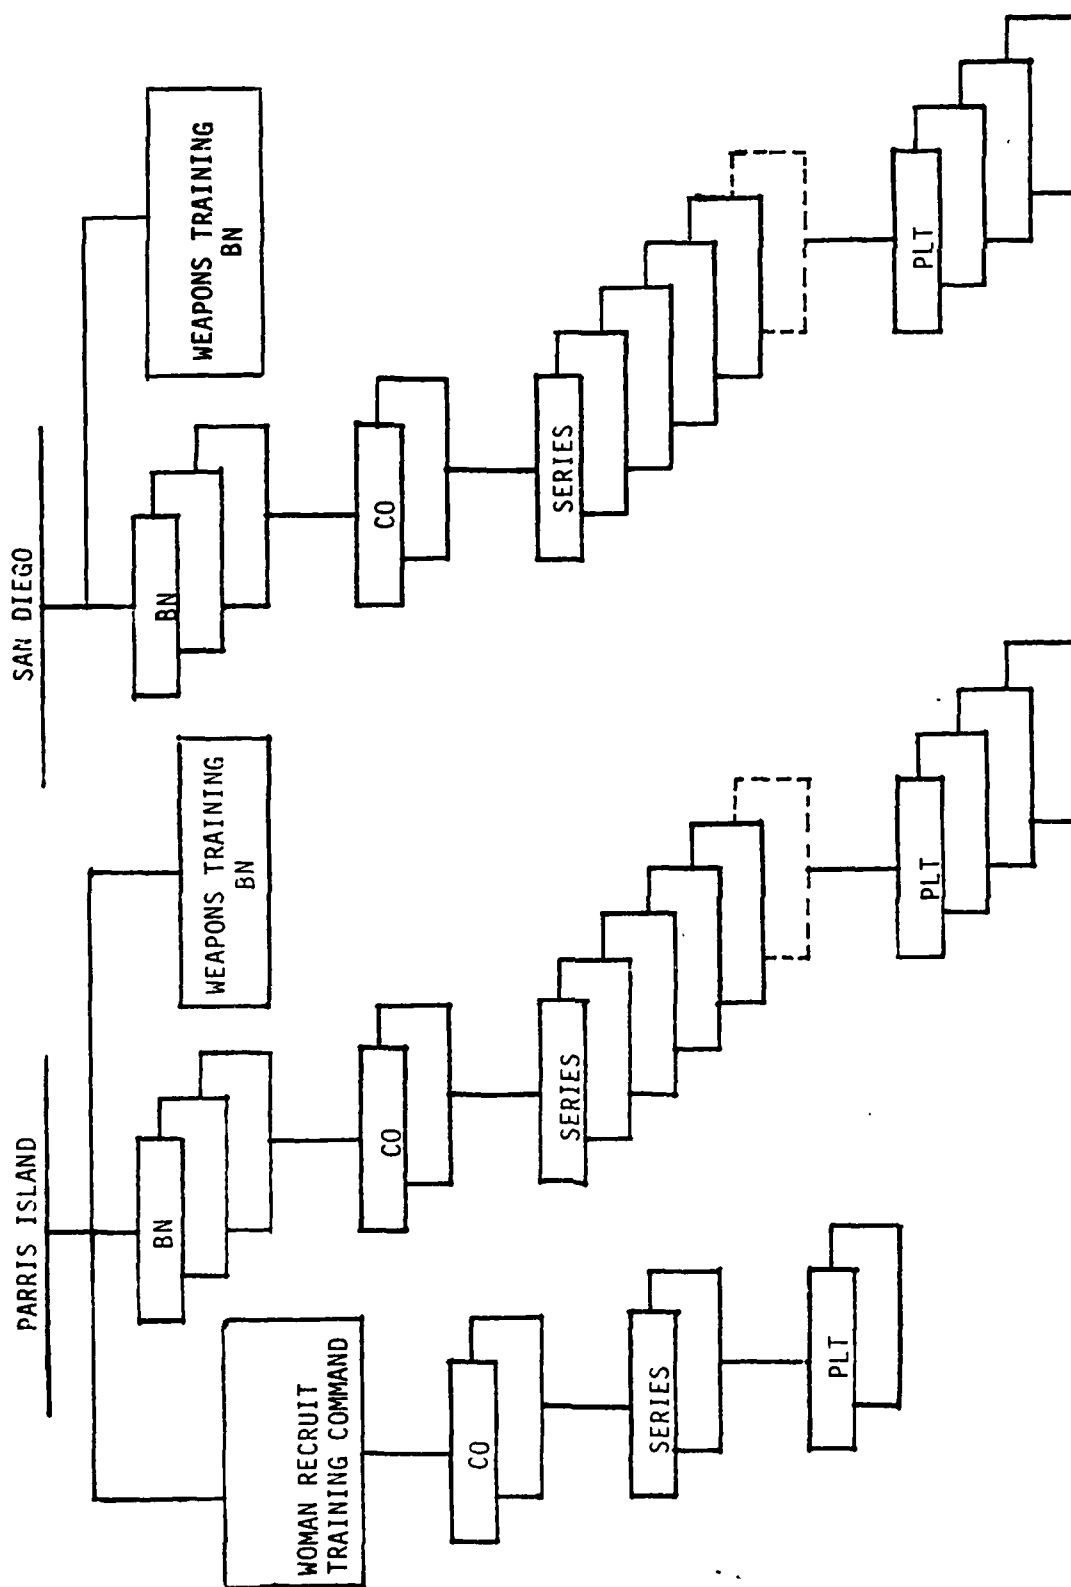 PARRIS ISLAND
WOMAN RECRUIT
TRAINING COMMAND
CO
SERIES
PLT
BN
CO
SERIES
PLT
WEAPONS TRAINING
BN
SAN DIEGO
BN
CO
SERIES
PLT
WEAPONS TRAINING
BN